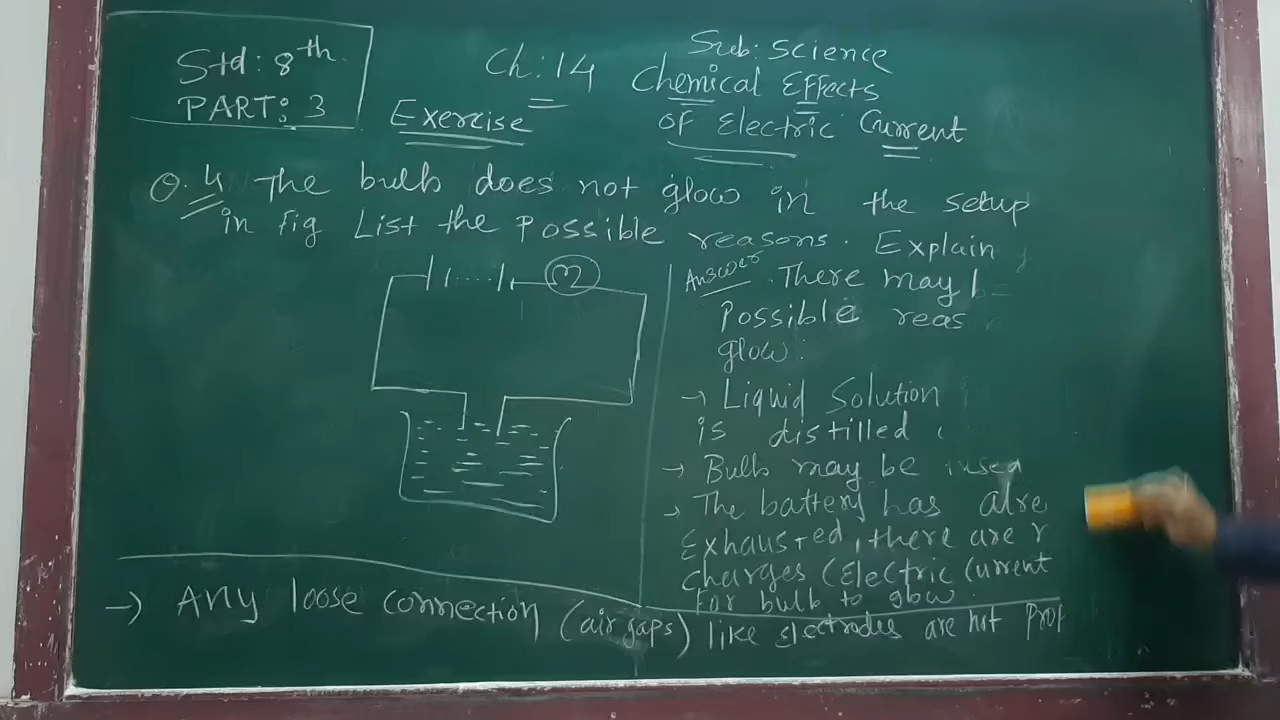 Std: 8th.
PART: 3
Ch: 14
Sub: Science
Chemical Effects
OF Electric Current
Exercise
Q. 4 The bulb does not glow in the setup
in fig List the Possible reasons. Explain
Answer. There may
Possible reas
glow:
→ Liquid Solution
is distilled
→ Bulb may be
→ The battery has alre
Exhausted, there are
charges (Electric Current
For bulb to glow.
→ Any loose connection (air gaps) like electrodes are not Prop